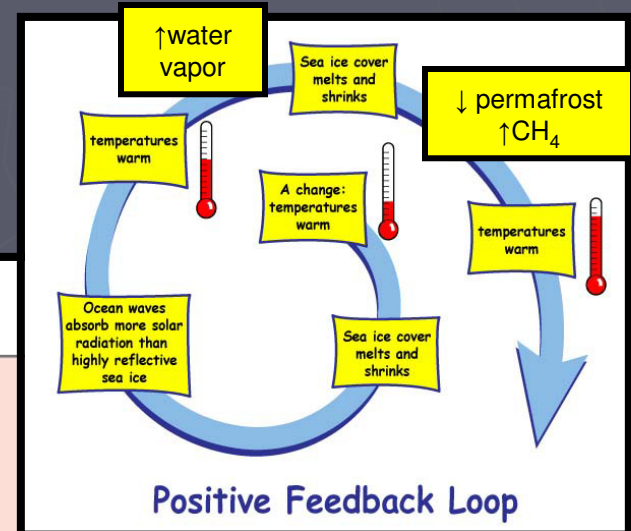 ↑water
vapor
Sea ice cover
melts and
shrinks
↓ permafrost
↑CH₄
temperatures
warm
A change:
temperatures
warm
temperatures
warm
Ocean waves
absorb more solar
radiation than
highly reflective
sea ice
Sea ice cover
melts and
shrinks
Positive Feedback Loop